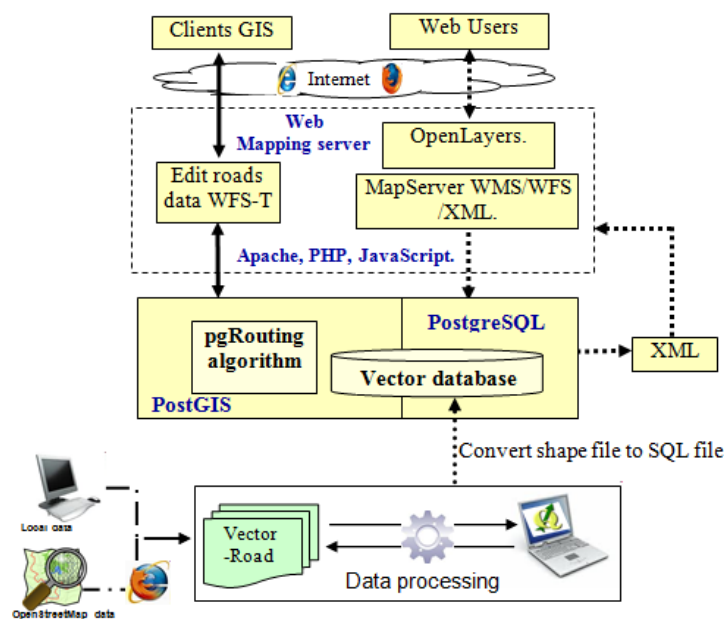 Clients GIS
Web Users
Internet
Web
Mapping server
OpenLayers.
Edit roads
data WFS-T
MapServer WMS/WFS
/XML.
Apache, PHP, JavaScript.
PostgreSQL
pgRouting
algorithm
Vector database
PostGIS
XML
Convert shape file to SQL file
Local data
Vector
-Road
Data processing
OpenStreetMap data